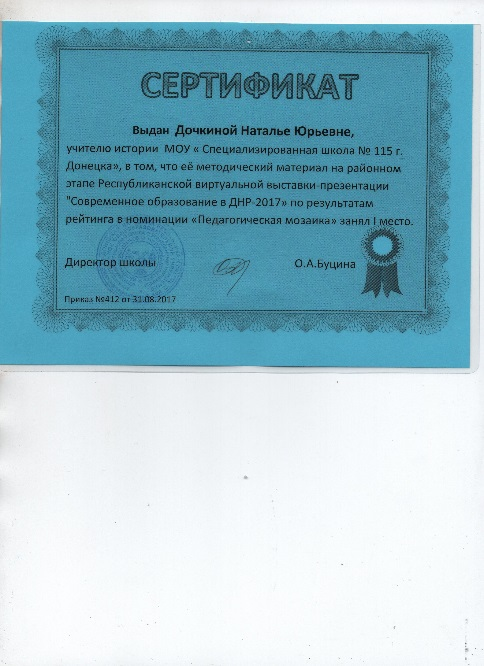 СЕРТИФИКАТ
Выдан Дочкиной Наталье Юрьевне,
учителю истории МОУ « Специализированная школа № 115 г.
Донецка», в том, что её методический материал на районном
этапе Республиканской виртуальной выставки-презентации
"Современное образование в ДНР-2017» по результатам
рейтинга в номинации «Педагогическая мозаика» занял I место.
Директор школы О.А.Буцина
Приказ №412 от 31.08.2017